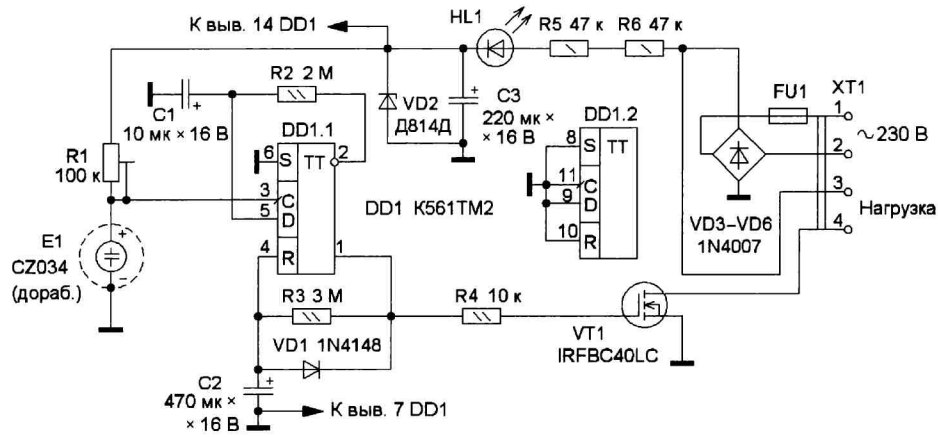 К выв. 14 DD1
HL1
R5 47 к
R6 47 к
R2 2 М
C1
+
10 мк × 16 В
VD2
Д814Д
+
C3
220 мк ×
× 16 В
FU1
XT1
1
~230 В
2
3
Нагрузка
4
DD1.1
6
S
TT
2
3
C
5
D
4
R
1
DD1 К561ТМ2
DD1.2
8
S
TT
11
C
9
D
10
R
R1
100 к
E1
CZ034
(дораб.)
+
−
VD3–VD6
1N4007
R3 3 М
R4 10 к
VD1 1N4148
VT1
IRFBC40LC
C2
470 мк ×
× 16 В
+
К выв. 7 DD1